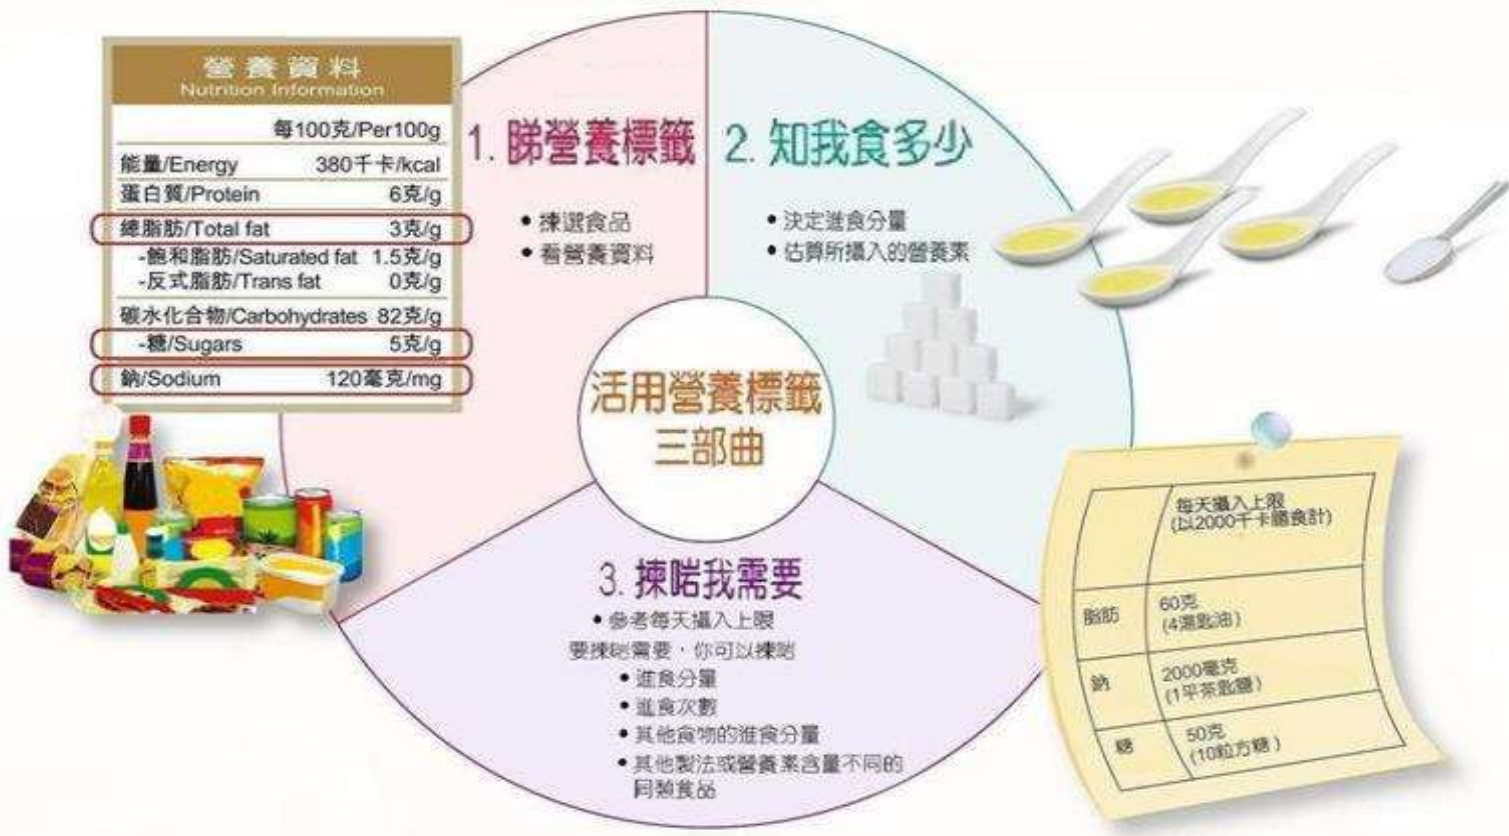 營養資料
Nutrition Information
每100克/Per100g
能量/Energy 380千卡/kcal
蛋白質/Protein 6克/g
總脂肪/Total fat 3克/g
-飽和脂肪/Saturated fat 1.5克/g
-反式脂肪/Trans fat 0克/g
碳水化合物/Carbohydrates 82克/g
-糖/Sugars 5克/g
鈉/Sodium 120毫克/mg
1. 睇營養標籤
• 揀選食品
• 看營養資料
2. 知我食多少
• 決定進食分量
• 估算所攝入的營養素
活用營養標籤
三部曲
3. 揀啱我需要
• 參考每天攝入上限
要揀啱需要，你可以揀啱
• 進食分量
• 進食次數
• 其他食物的進食分量
• 其他製法或營養素含量不同的
同類食品
每天攝入上限
(以2000千卡膳食計)
脂肪 60克
(4湯匙油)
鈉 2000毫克
(1平茶匙鹽)
糖 50克
(10粒方糖)